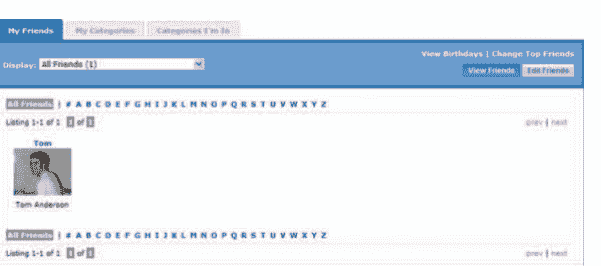 My Friends My Categories Categories I'm In
View Birthdays | Change Top Friends
Display: All Friends (1)
View Friends Edit Friends
All Friends | # A B C D E F G H I J K L M N O P Q R S T U V W X Y Z
Listing 1-1 of 1 1 of 1 prev | next
Tom
Tom Anderson
All Friends | # A B C D E F G H I J K L M N O P Q R S T U V W X Y Z
Listing 1-1 of 1 1 of 1 prev | next